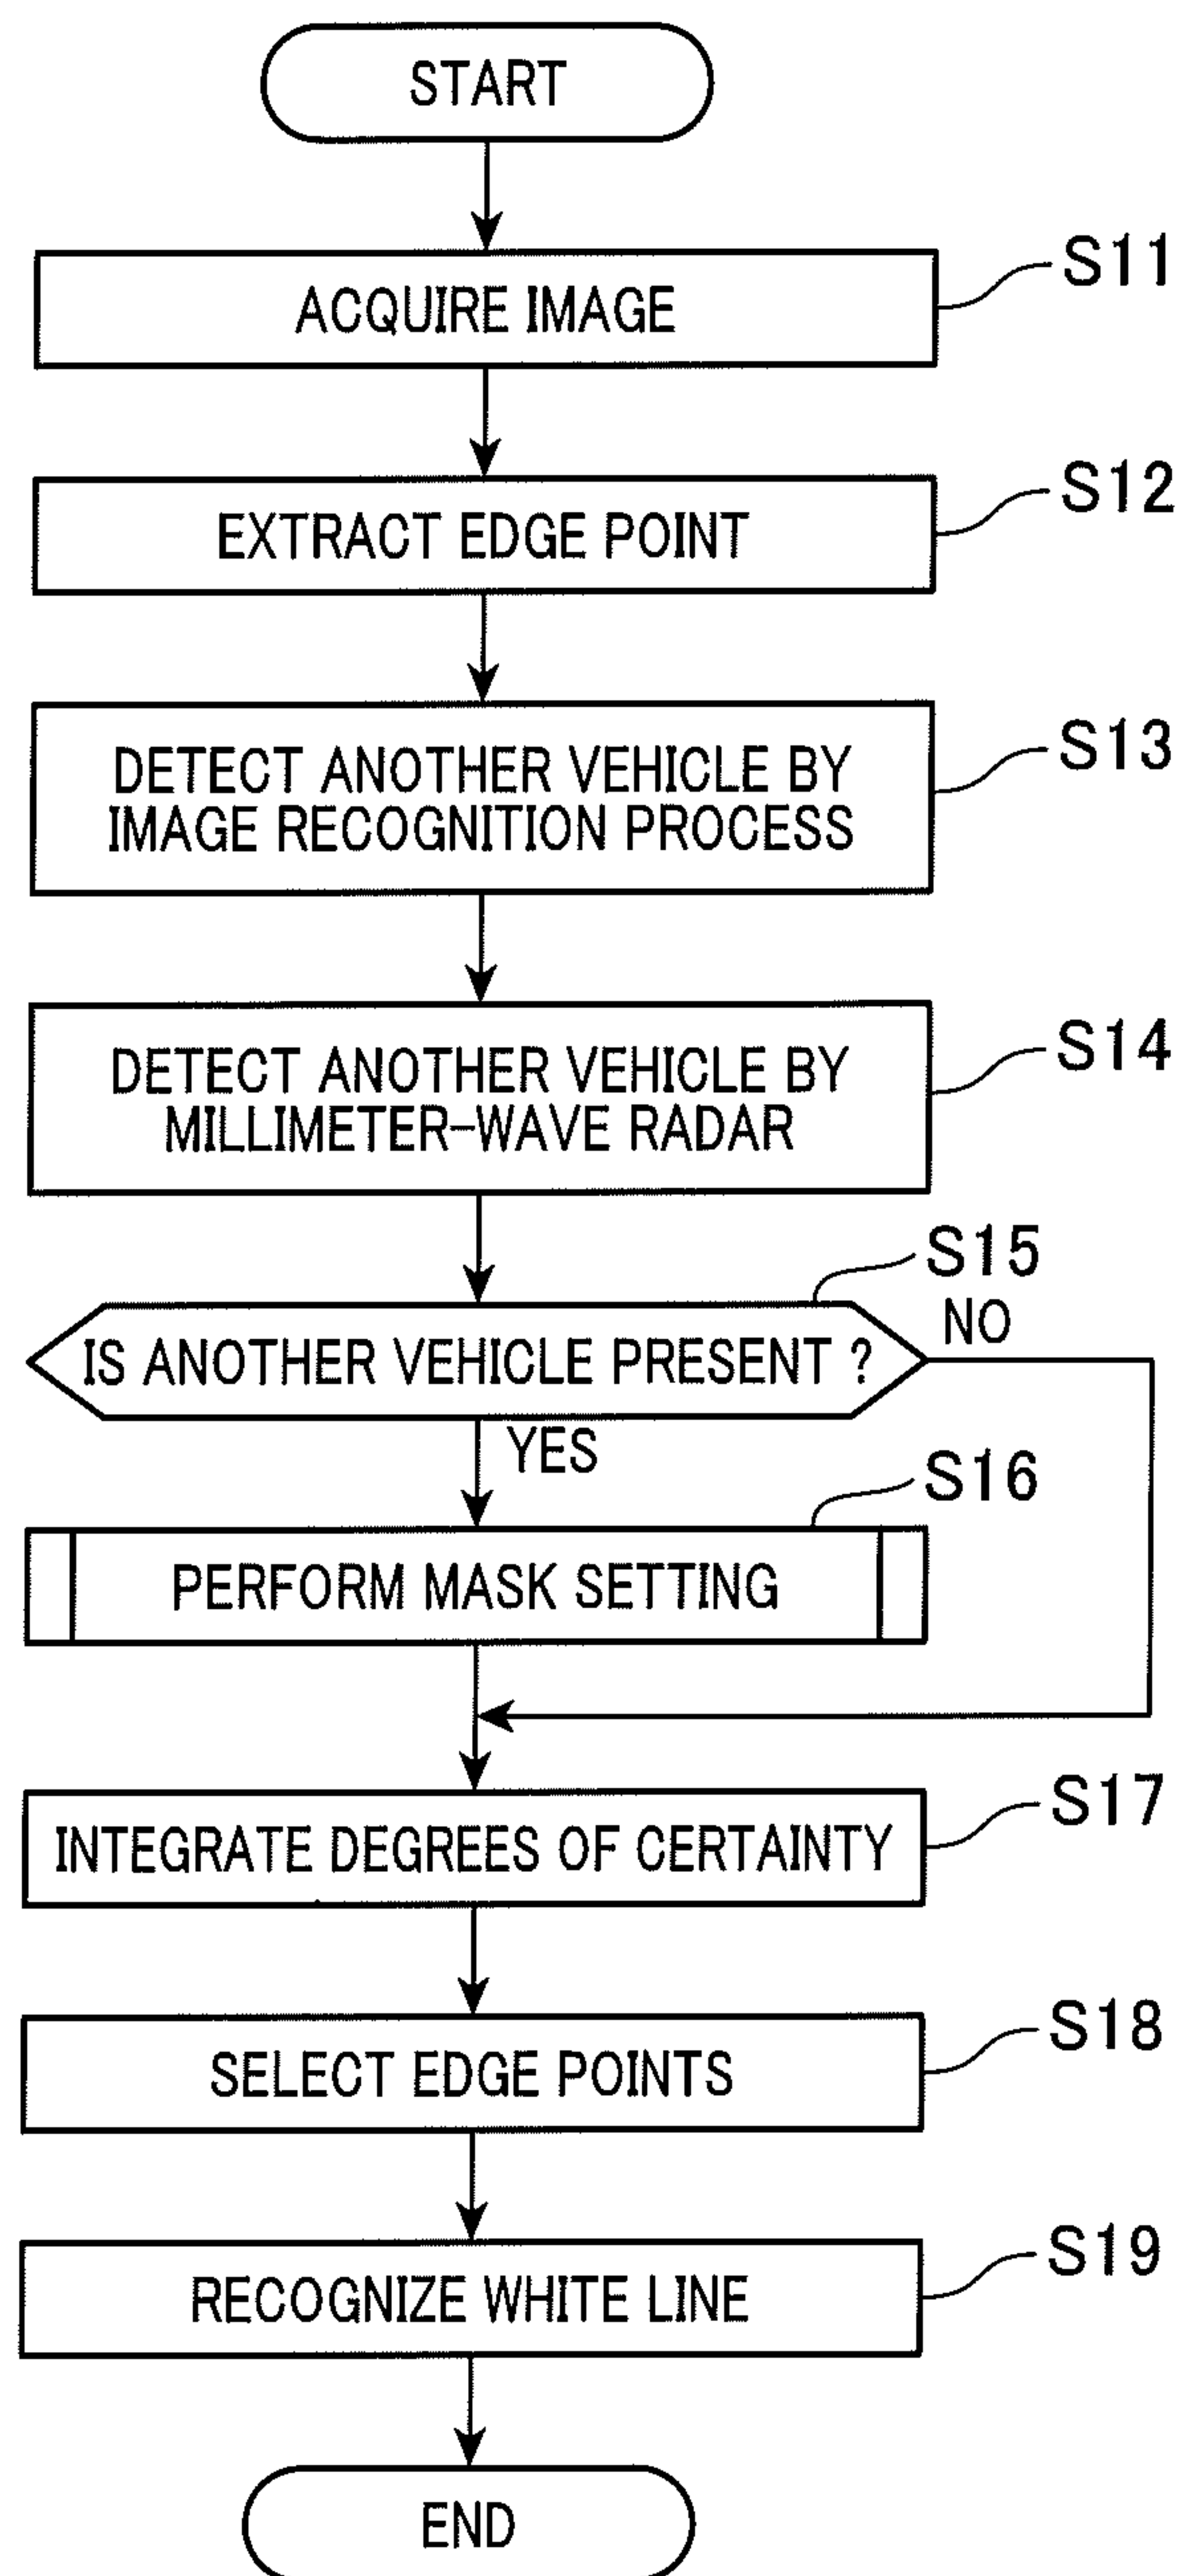 START
ACQUIRE IMAGE
S11
EXTRACT EDGE POINT
S12
DETECT ANOTHER VEHICLE BY
IMAGE RECOGNITION PROCESS
S13
DETECT ANOTHER VEHICLE BY
MILLIMETER-WAVE RADAR
S14
S15
IS ANOTHER VEHICLE PRESENT ?
NO
YES
S16
PERFORM MASK SETTING
INTEGRATE DEGREES OF CERTAINTY
S17
SELECT EDGE POINTS
S18
RECOGNIZE WHITE LINE
S19
END